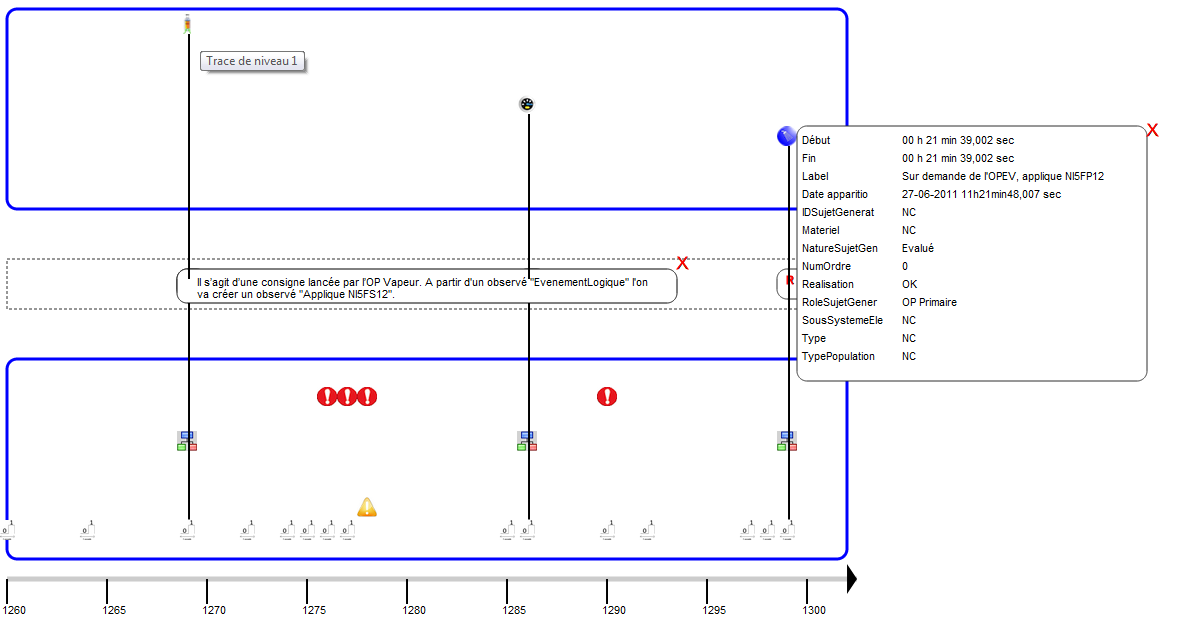 Trace de niveau 1
Début 00 h 21 min 39,002 sec
Fin 00 h 21 min 39,002 sec
Label Sur demande de l'OPEV, applique NI5FP12
Date apparitio 27-06-2011 11h21min48,007 sec
IDSujetGenerat NC
Materiel NC
NatureSujetGen Evalué
NumOrdre 0
Realisation OK
RoleSujetGener OP Primaire
SousSystemeEle NC
Type NC
TypePopulation NC
X
X
Il s'agit d'une consigne lancée par l'OP Vapeur. A partir d'un observé "EvenementLogique" l'on
va créer un observé "Applique NI5FS12".
R
1260 1265 1270 1275 1280 1285 1290 1295 1300